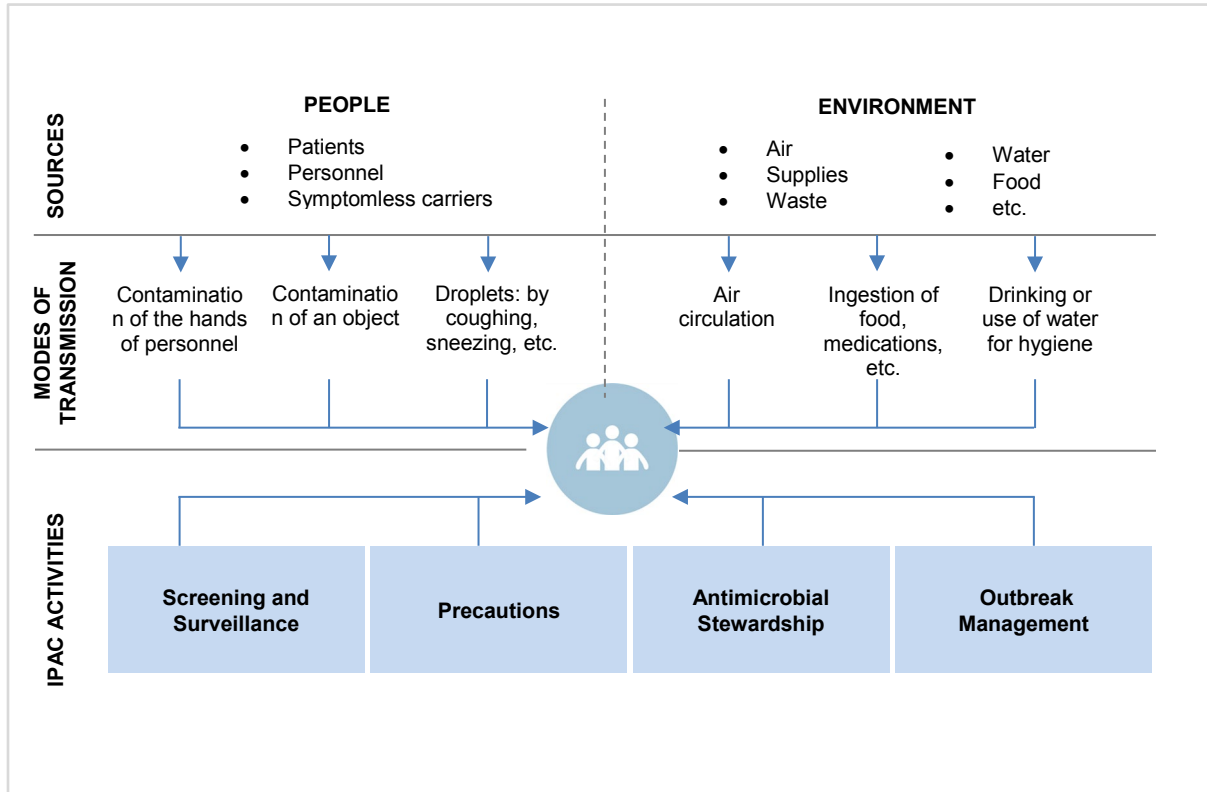 SOURCES
PEOPLE
• Patients
• Personnel
• Symptomless carriers
ENVIRONMENT
• Air
• Supplies
• Waste
• Water
• Food
• etc.
MODES OF
TRANSMISSION
Contaminatio
n of the hands
of personnel
Contaminatio
n of an object
Droplets: by
coughing,
sneezing, etc.
Air
circulation
Ingestion of
food,
medications,
etc.
Drinking or
use of water
for hygiene
IPAC ACTIVITIES
Screening and
Surveillance
Precautions
Antimicrobial
Stewardship
Outbreak
Management